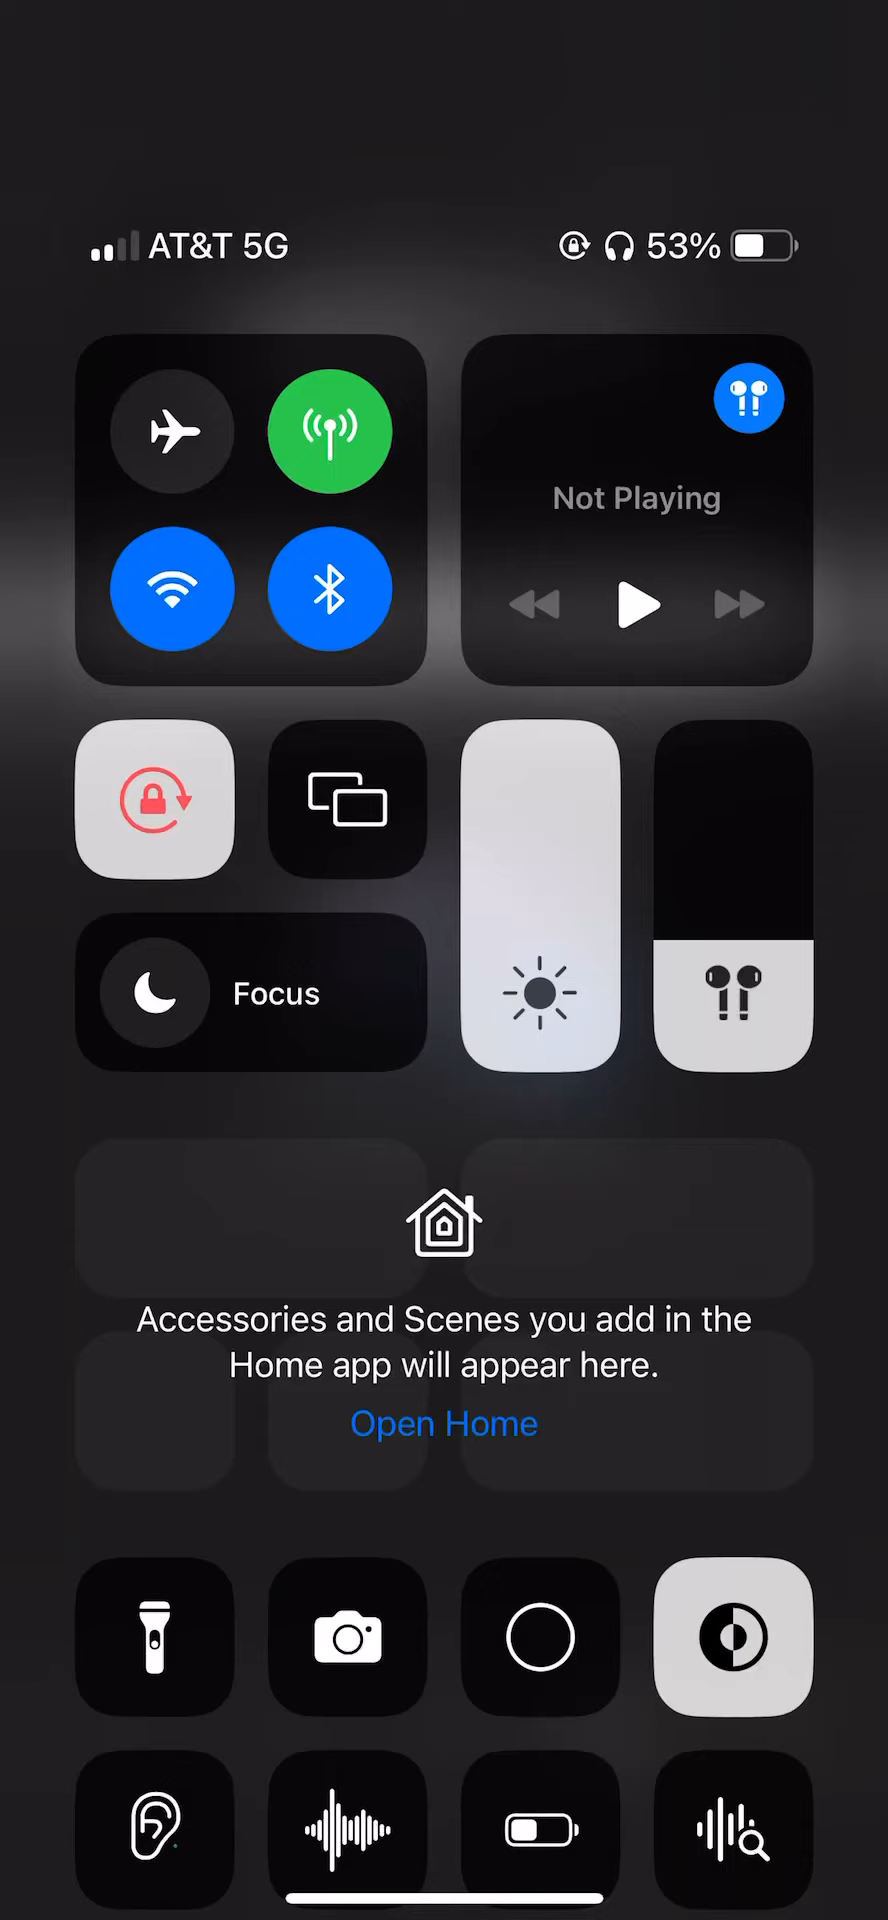 AT&T 5G 53%
Not Playing
Focus
Accessories and Scenes you add in the
Home app will appear here.
Open Home